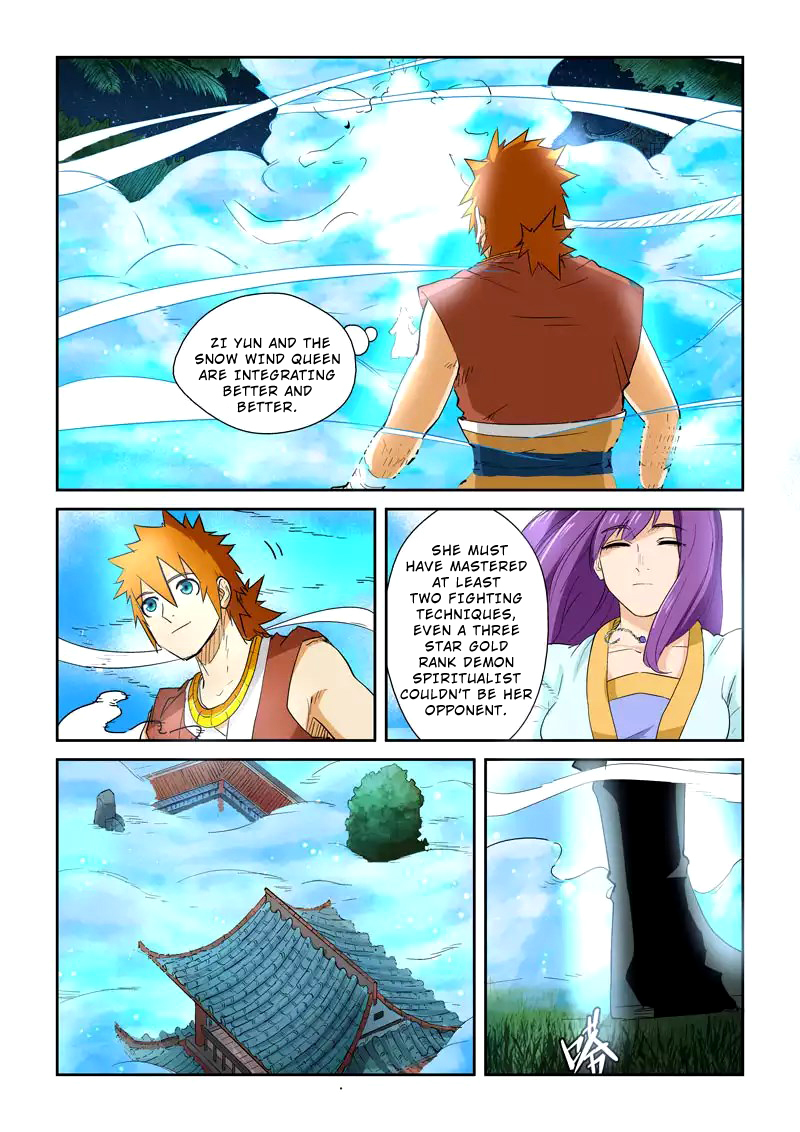 ZI YUN AND THE
SNOW WIND QUEEN
ARE INTEGRATING
BETTER AND
BETTER.
SHE MUST
HAVE MASTERED
AT LEAST
TWO FIGHTING
TECHNIQUES,
EVEN A THREE
STAR GOLD
RANK DEMON
SPIRITUALIST
COULDN'T BE HER
OPPONENT.
嗒